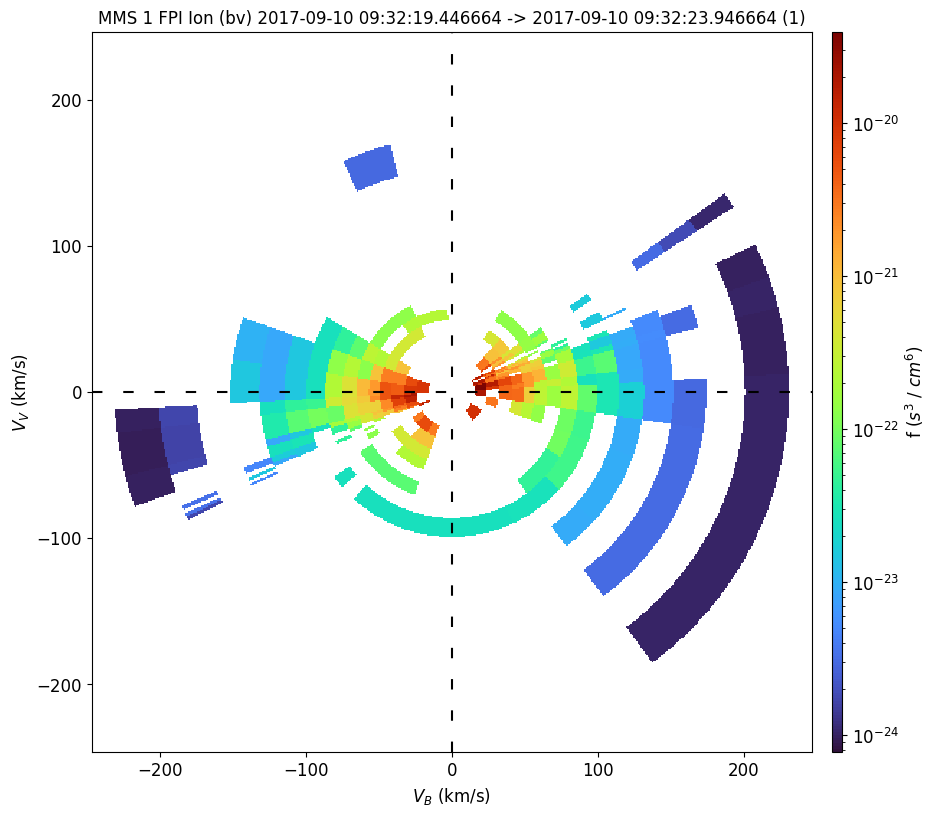 MMS 1 FPI Ion (bv) 2017-09-10 09:32:19.446664 -> 2017-09-10 09:32:23.946664 (1)
200
100
0
−100
−200
V_V (km/s)
−200 −100 0 100 200
V_B (km/s)
10^−20
10^−21
10^−22
10^−23
10^−24
f (s^3 / cm^6)